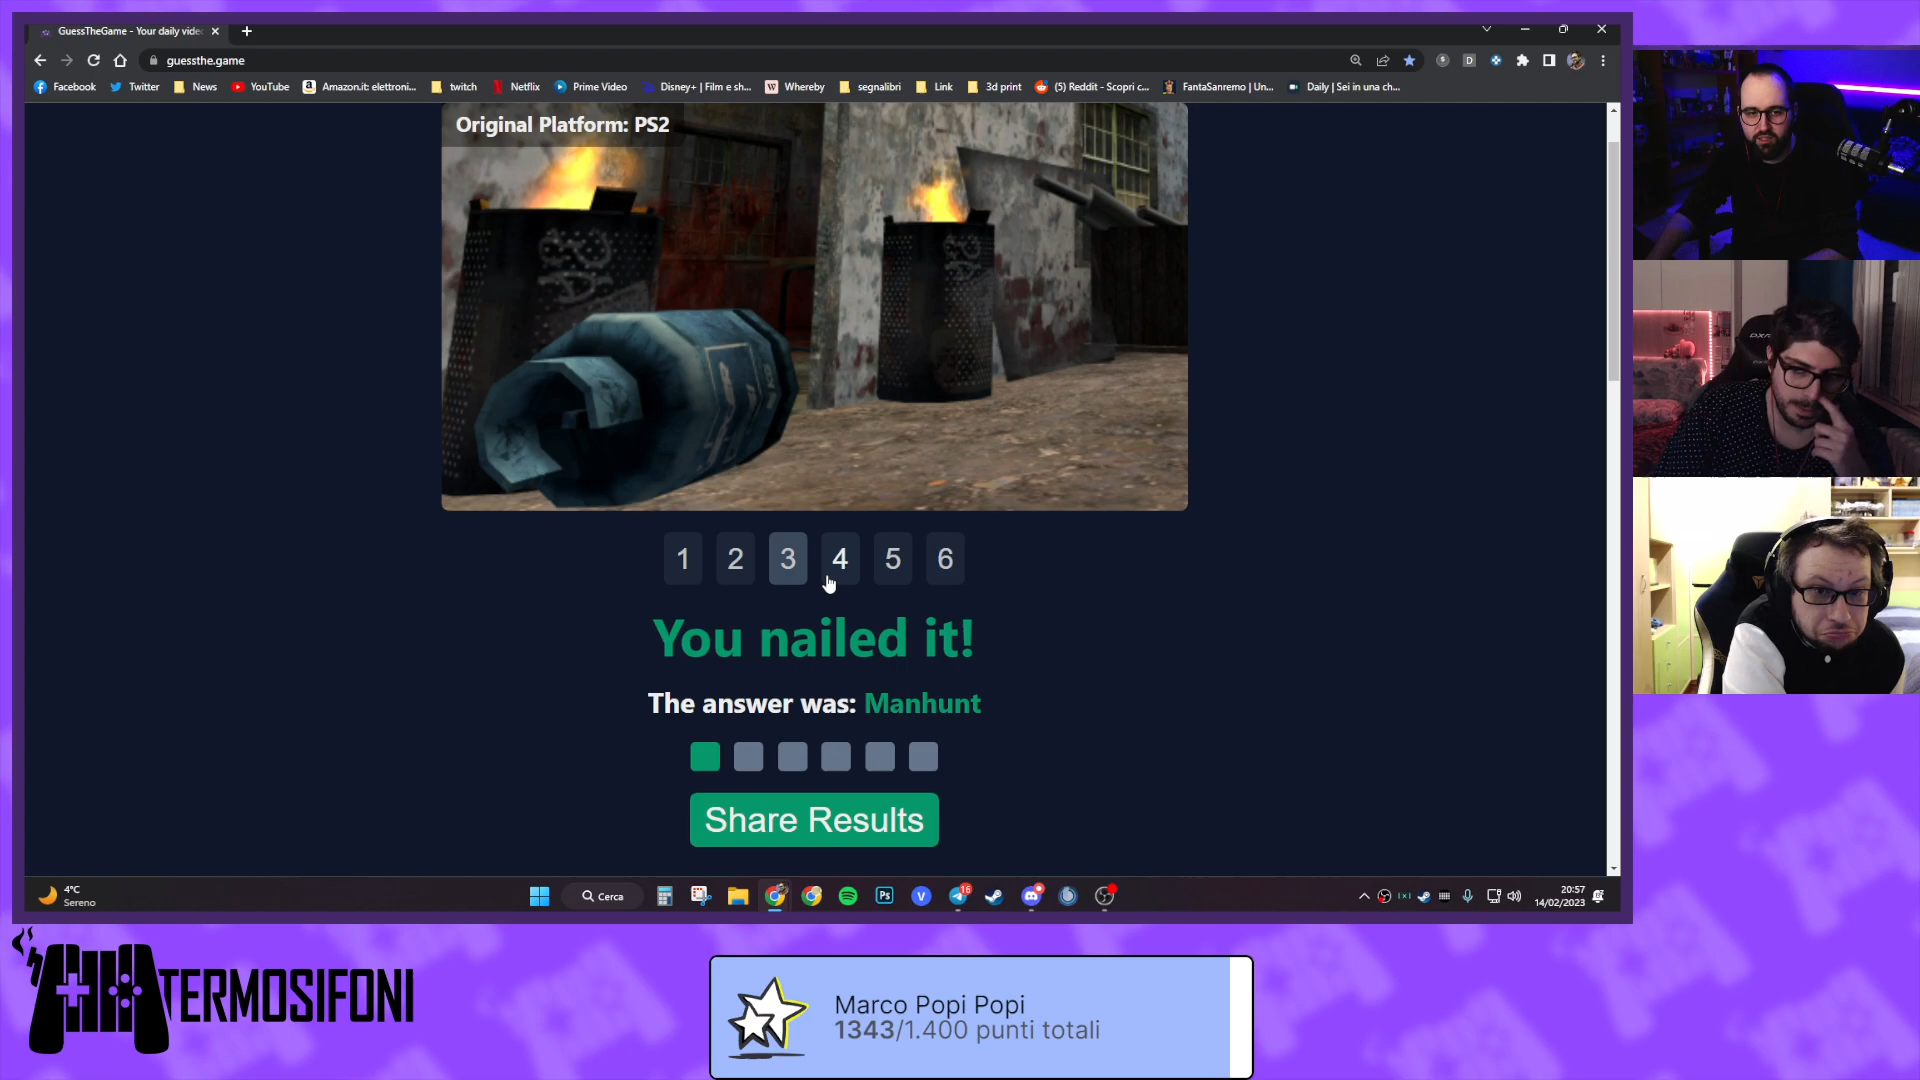 GuessTheGame - Your daily vide
guessthe.game
Facebook
Twitter
News
YouTube
Amazon.it: elettroni...
twitch
Netflix
Prime Video
Disney+ | Film e sh...
Whereby
segnalibri
Link
3d print
(5) Reddit - Scopri c...
FantaSanremo | Un...
Daily | Sei in una ch...
Original Platform: PS2
1 2 3 4 5 6
You nailed it!
The answer was: Manhunt
Share Results
4°C
Sereno
Cerca
Ps
16
20:57
14/02/2023
TERMOSIFONI
Marco Popi Popi
1343/1.400 punti totali